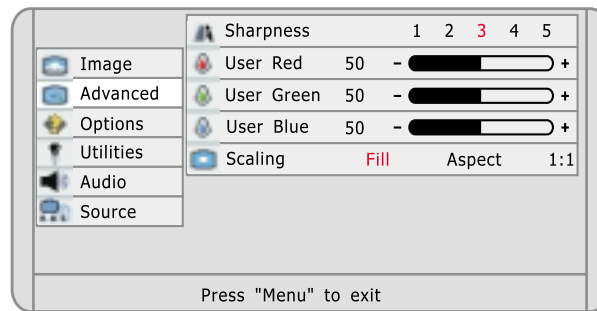 Image
Advanced
Options
Utilities
Audio
Source
Sharpness 1 2 3 4 5
User Red 50 - +
User Green 50 - +
User Blue 50 - +
Scaling Fill Aspect 1:1
Press "Menu" to exit